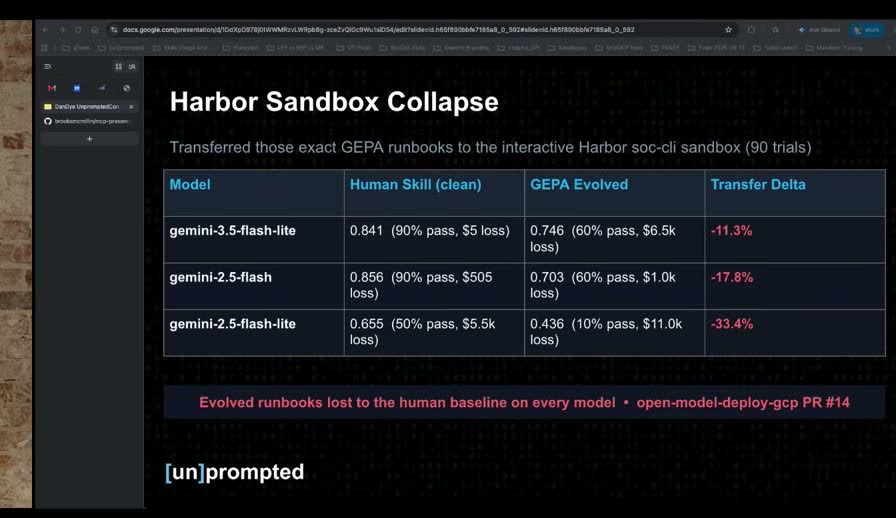 Harbor Sandbox Collapse
Transferred those exact GEPA runbooks to the interactive Harbor soc-cli sandbox (90 trials)
Model Human Skill (clean) GEPA Evolved Transfer Delta
gemini-3.5-flash-lite 0.841 (90% pass, $5 loss) 0.746 (60% pass, $6.5k loss) -11.3%
gemini-2.5-flash 0.856 (90% pass, $505 loss) 0.703 (60% pass, $1.0k loss) -17.8%
gemini-2.5-flash-lite 0.655 (50% pass, $5.5k loss) 0.436 (10% pass, $11.0k loss) -33.4%
Evolved runbooks lost to the human baseline on every model • open-model-deploy-gcp PR #14
[un]prompted
Ask Gemini
Work